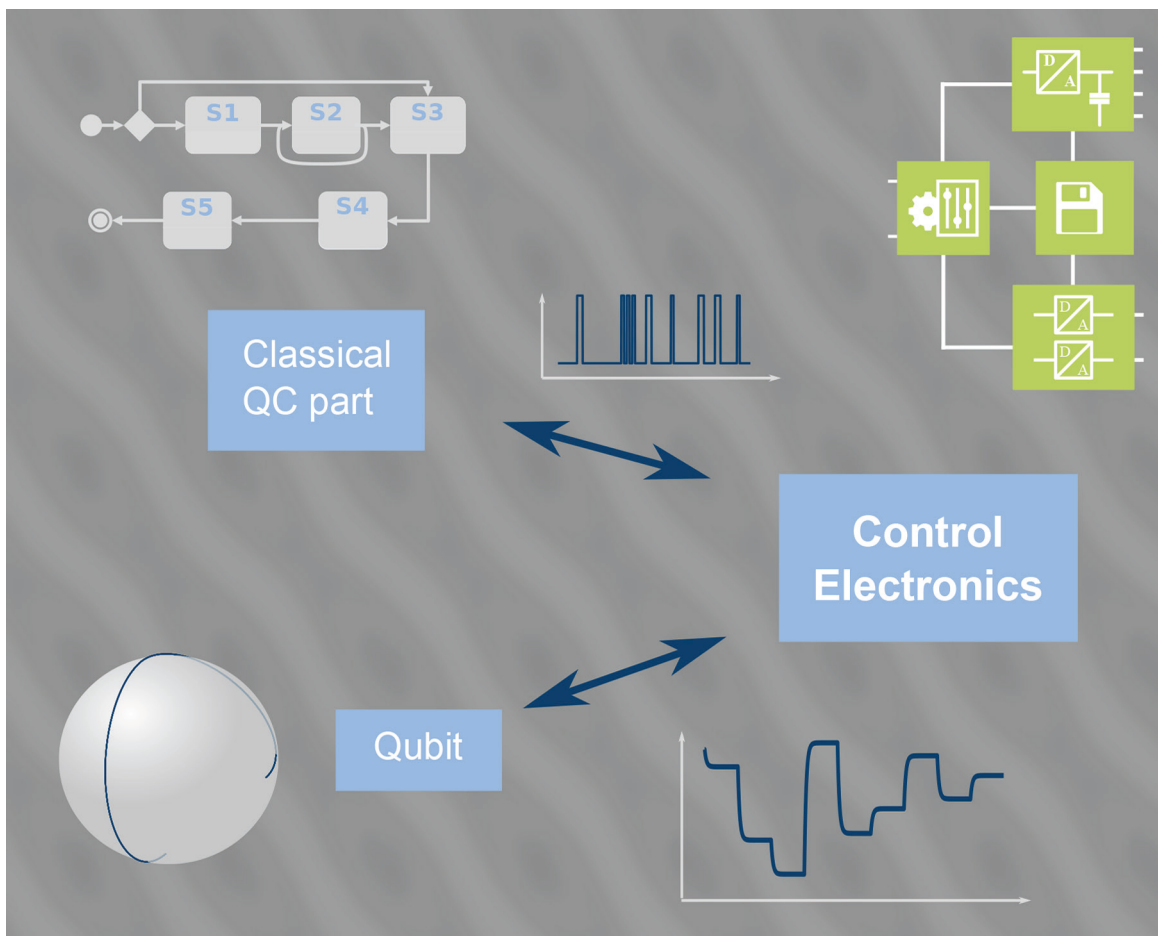 S1
S2
S3
S5
S4
D
A
Classical
QC part
D
A
D
A
Control
Electronics
Qubit